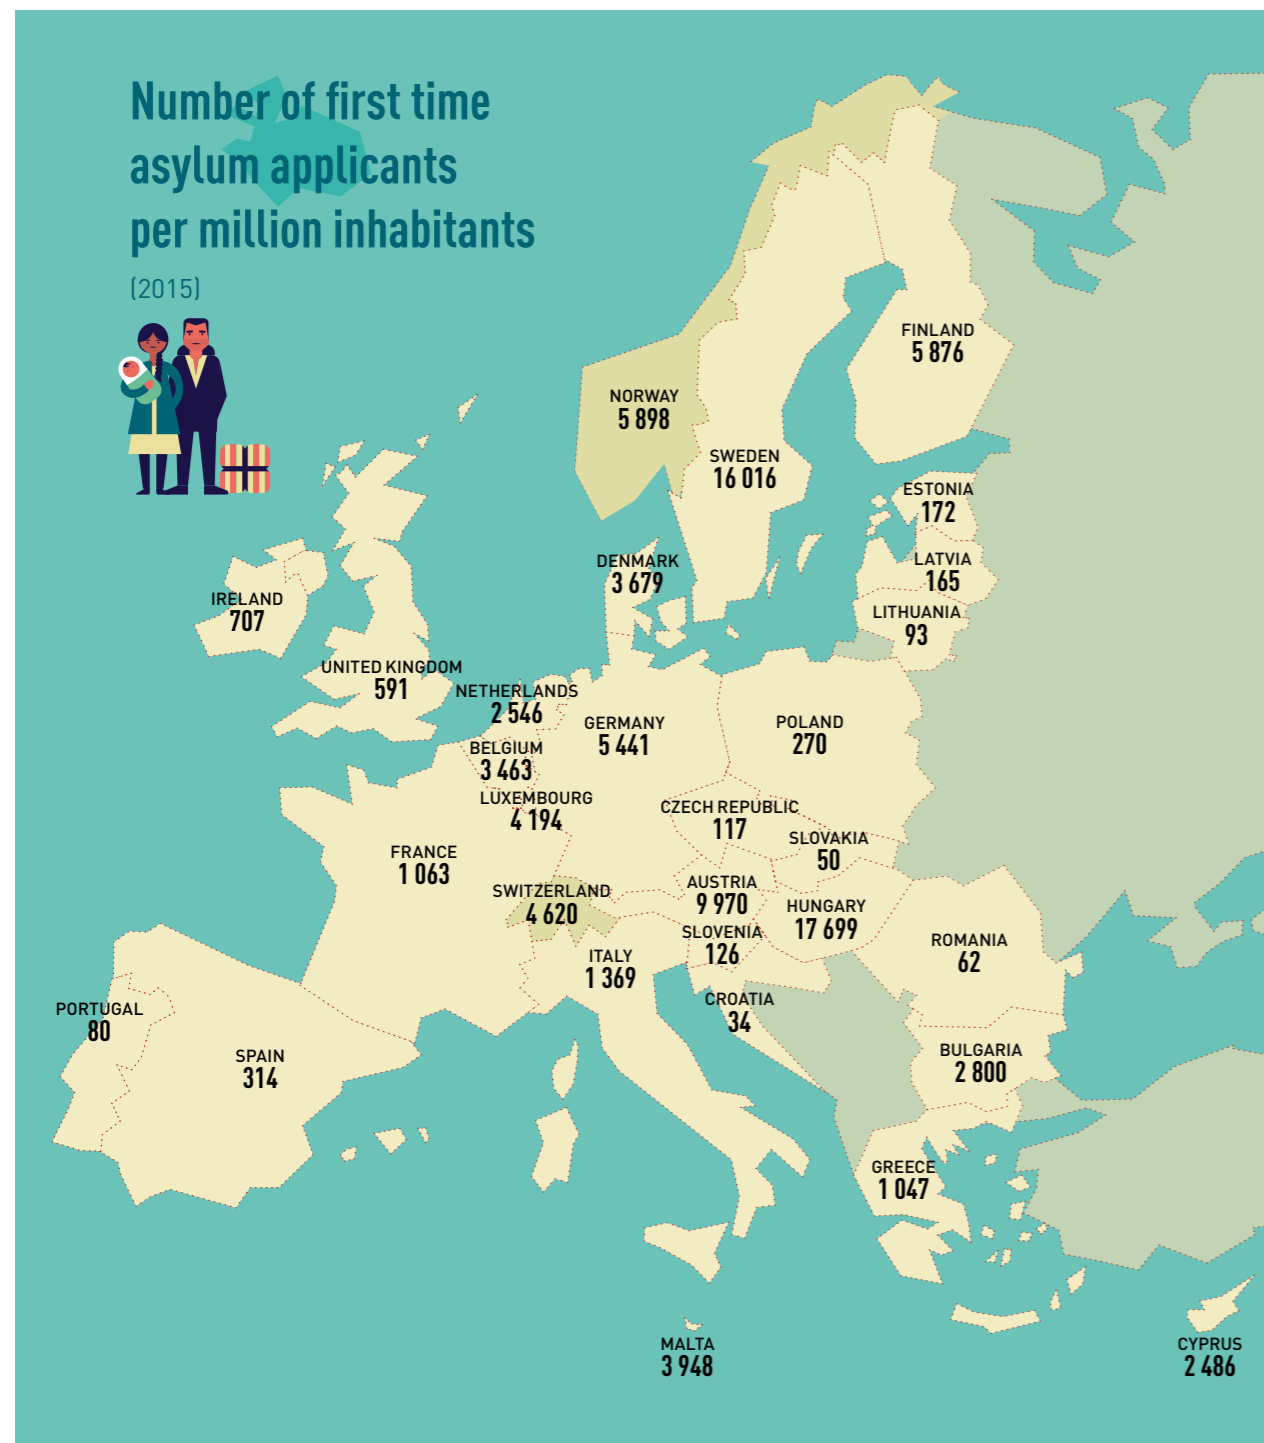 Number of first time
asylum applicants
per million inhabitants
(2015)
FINLAND
5 876
NORWAY
5 898
SWEDEN
16 016
ESTONIA
172
DENMARK
3 679
LATVIA
165
IRELAND
707
LITHUANIA
93
UNITED KINGDOM
591
NETHERLANDS
2 546
GERMANY
5 441
POLAND
270
BELGIUM
3 463
LUXEMBOURG
4 194
CZECH REPUBLIC
117
SLOVAKIA
50
FRANCE
1 063
SWITZERLAND
4 620
AUSTRIA
9 970
HUNGARY
17 699
SLOVENIA
126
ROMANIA
62
ITALY
1 369
CROATIA
34
PORTUGAL
80
SPAIN
314
BULGARIA
2 800
GREECE
1 047
MALTA
3 948
CYPRUS
2 486